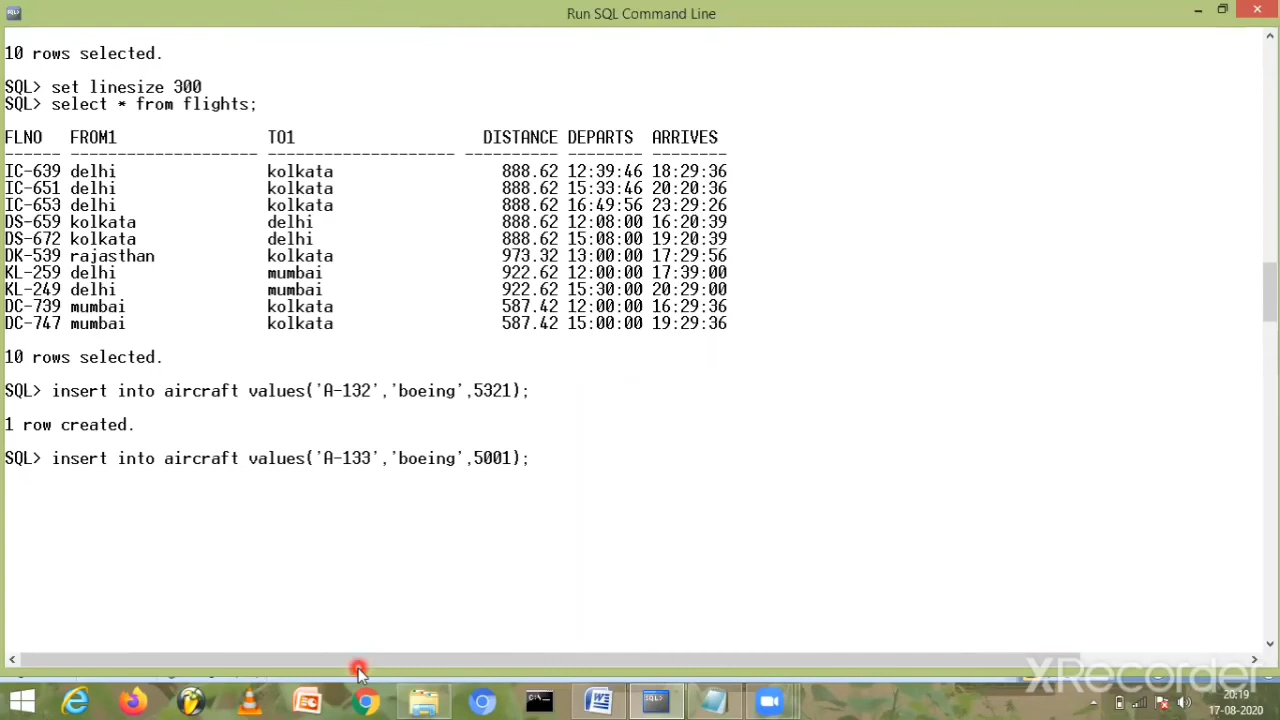 Run SQL Command Line
10 rows selected.
SQL> set linesize 300
SQL> select * from flights;
FLNO FROM1 TO1 DISTANCE DEPARTS ARRIVES
------ -------------------- -------------------- ---------- -------- --------
IC-639 delhi kolkata 888.62 12:39:46 18:29:36
IC-651 delhi kolkata 888.62 15:33:46 20:20:36
IC-653 delhi kolkata 888.62 16:49:56 23:29:26
DS-659 kolkata delhi 888.62 12:08:00 16:20:39
DS-672 kolkata delhi 888.62 15:08:00 19:20:39
DK-539 rajasthan kolkata 973.32 13:00:00 17:29:56
KL-259 delhi mumbai 922.62 12:00:00 17:39:00
KL-249 delhi mumbai 922.62 15:30:00 20:29:00
DC-739 mumbai kolkata 587.42 12:00:00 16:29:36
DC-747 mumbai kolkata 587.42 15:00:00 19:29:36
10 rows selected.
SQL> insert into aircraft values('A-132','boeing',5321);
1 row created.
SQL> insert into aircraft values('A-133','boeing',5001);
XRecorder
20:19
17-08-2020